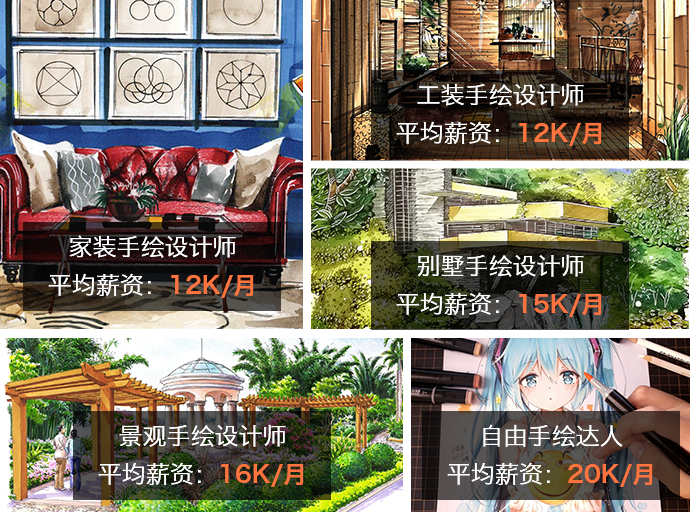 工装手绘设计师
平均薪资：12K/月
家装手绘设计师
平均薪资：12K/月
别墅手绘设计师
平均薪资：15K/月
景观手绘设计师
平均薪资：16K/月
自由手绘达人
平均薪资：20K/月